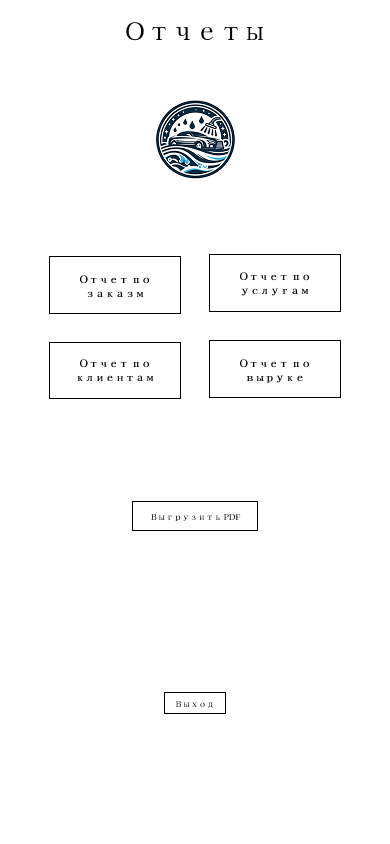 Отчеты
Отчет по
заказм
Отчет по
услугам
Отчет по
клиентам
Отчет по
выруке
Выгрузить PDF
Выход